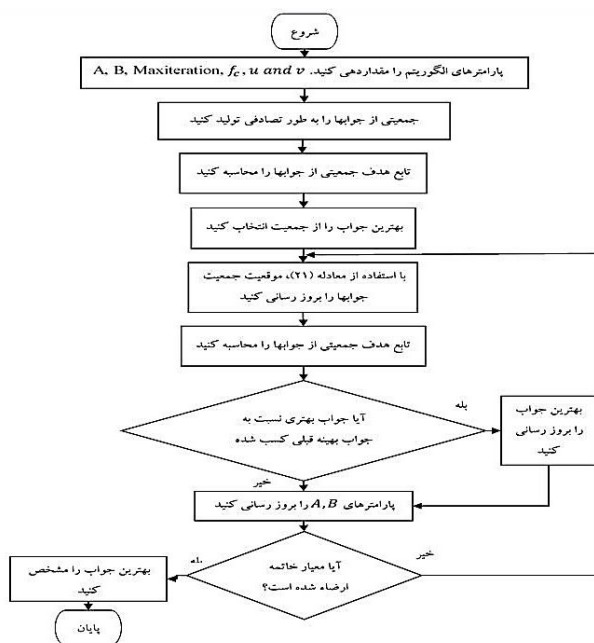 شروع
پارامترهای الگوریتم را مقداردهی کنید. A, B, Maxiteration, f_c, u and v
جمعیتی از جوابها را به طور تصادفی تولید کنید
تابع هدف جمعیتی از جوابها را محاسبه کنید
بهترین جواب را از جمعیت انتخاب کنید
با استفاده از معادله (۲۱)، موقعیت جمعیت
جوابها را بروز رسانی کنید
تابع هدف جمعیتی از جوابها را محاسبه کنید
آیا جواب بهتری نسبت به
جواب بهینه قبلی کسب شده
بله
بهترین جواب
را بروز رسانی
کنید
خیر
پارامترهای A,B را بروز رسانی کنید
آیا معیار خاتمه
ارضاء شده است؟
خیر
بله
بهترین جواب را مشخص
کنید
پایان